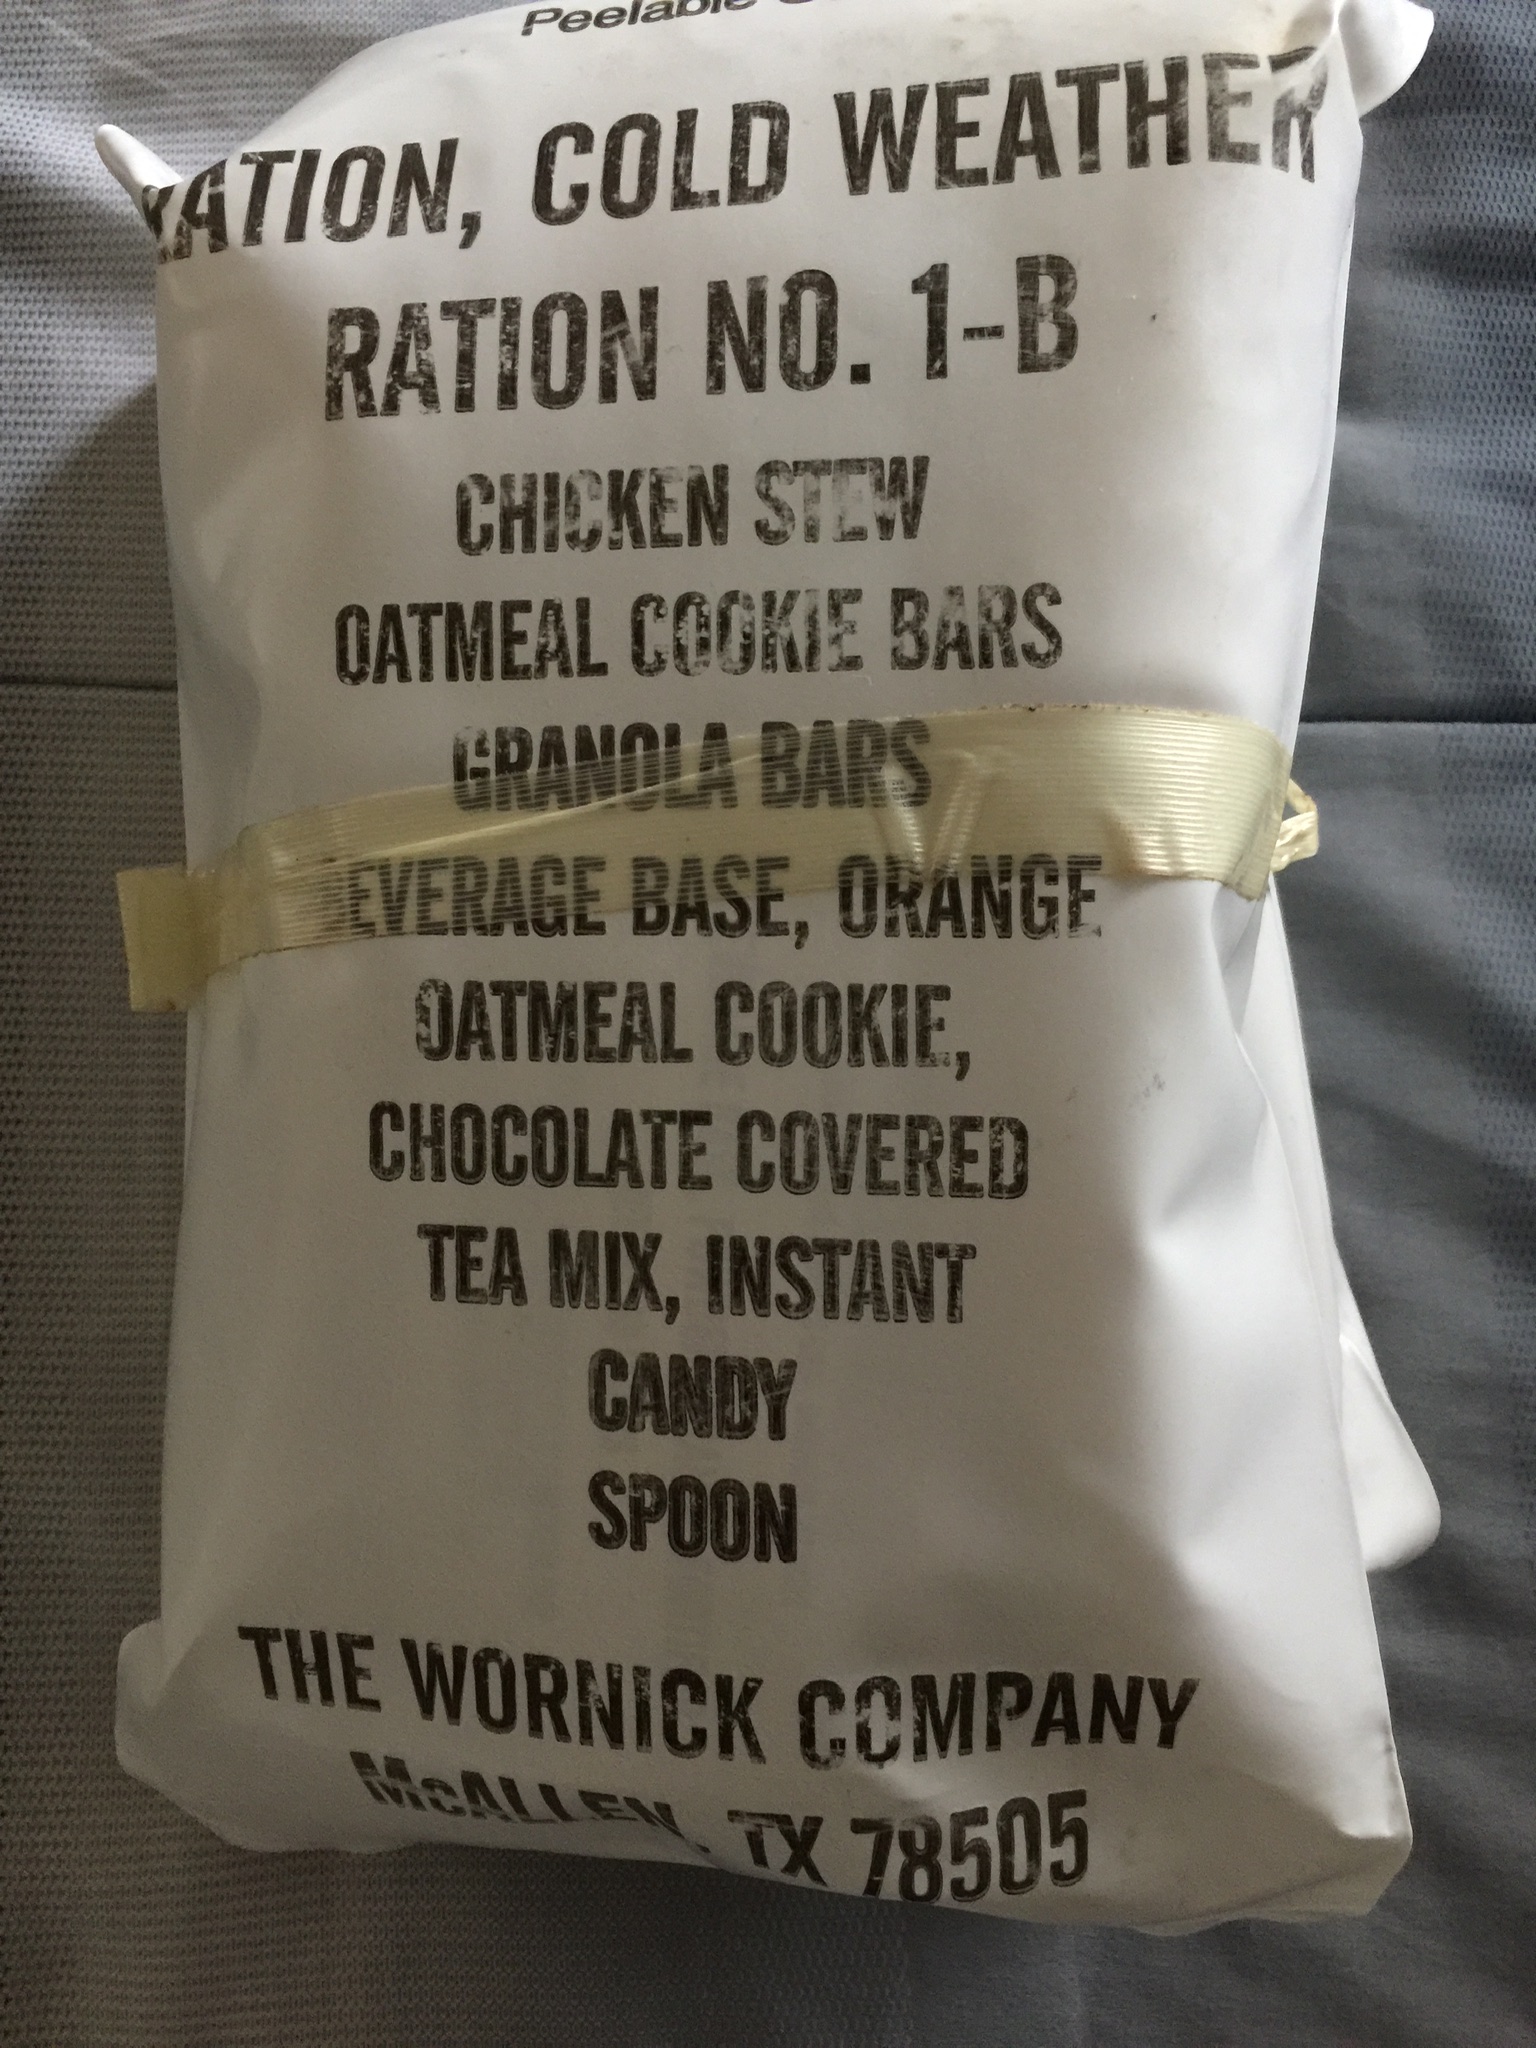 Peelable
RATION, COLD WEATHER
RATION NO. 1-B
CHICKEN STEW
OATMEAL COOKIE BARS
GRANOLA BARS
BEVERAGE BASE, ORANGE
OATMEAL COOKIE,
CHOCOLATE COVERED
TEA MIX, INSTANT
CANDY
SPOON
THE WORNICK COMPANY
McALLEN, TX 78505